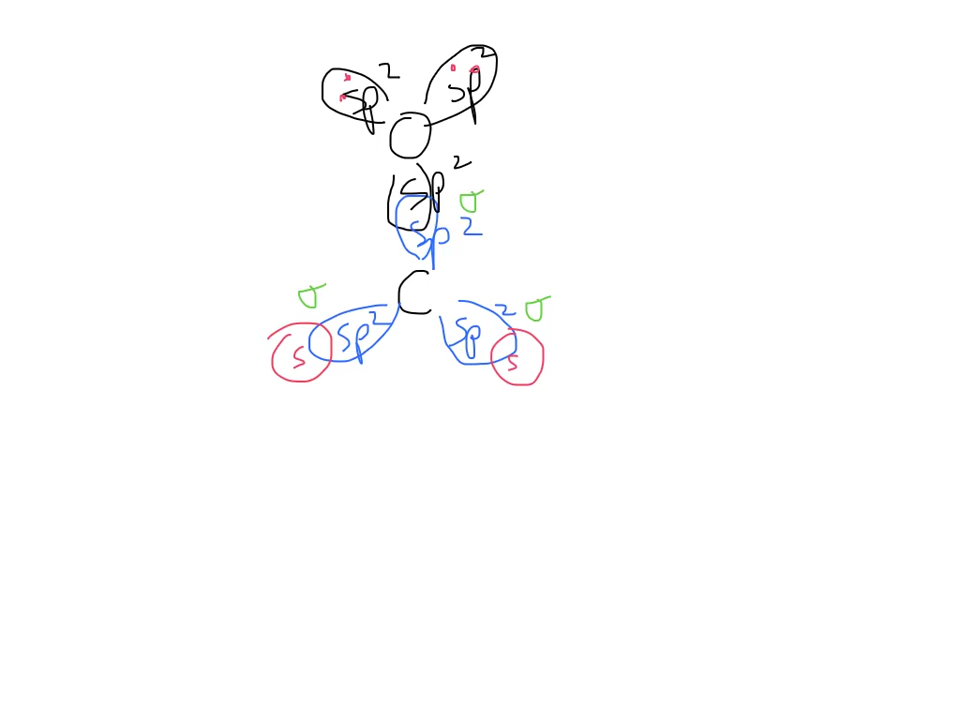 sp² sp²
O
sp²
σ
sp²
C
σ sp² sp² σ
s s